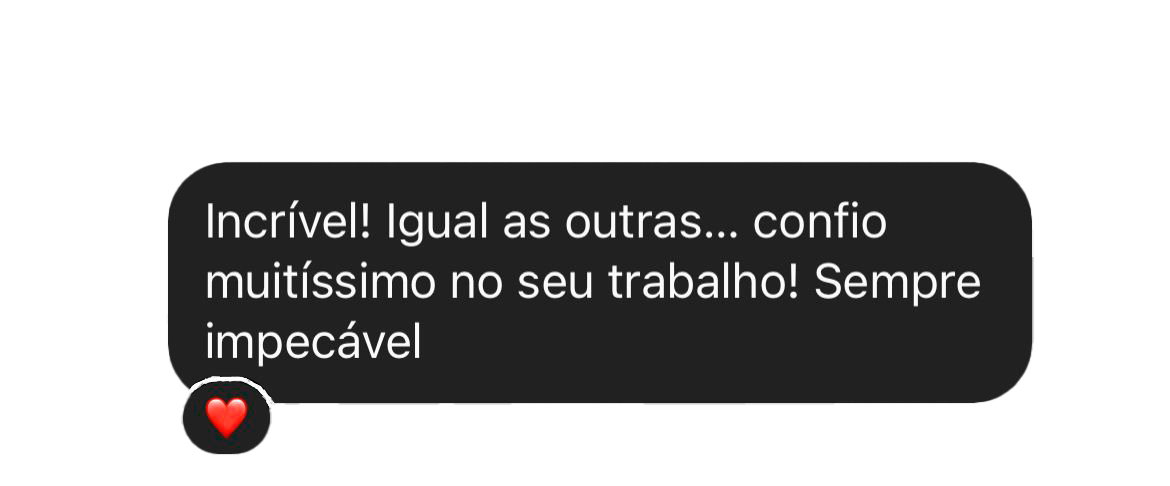 Incrível! Igual as outras... confio
muitíssimo no seu trabalho! Sempre
impecável